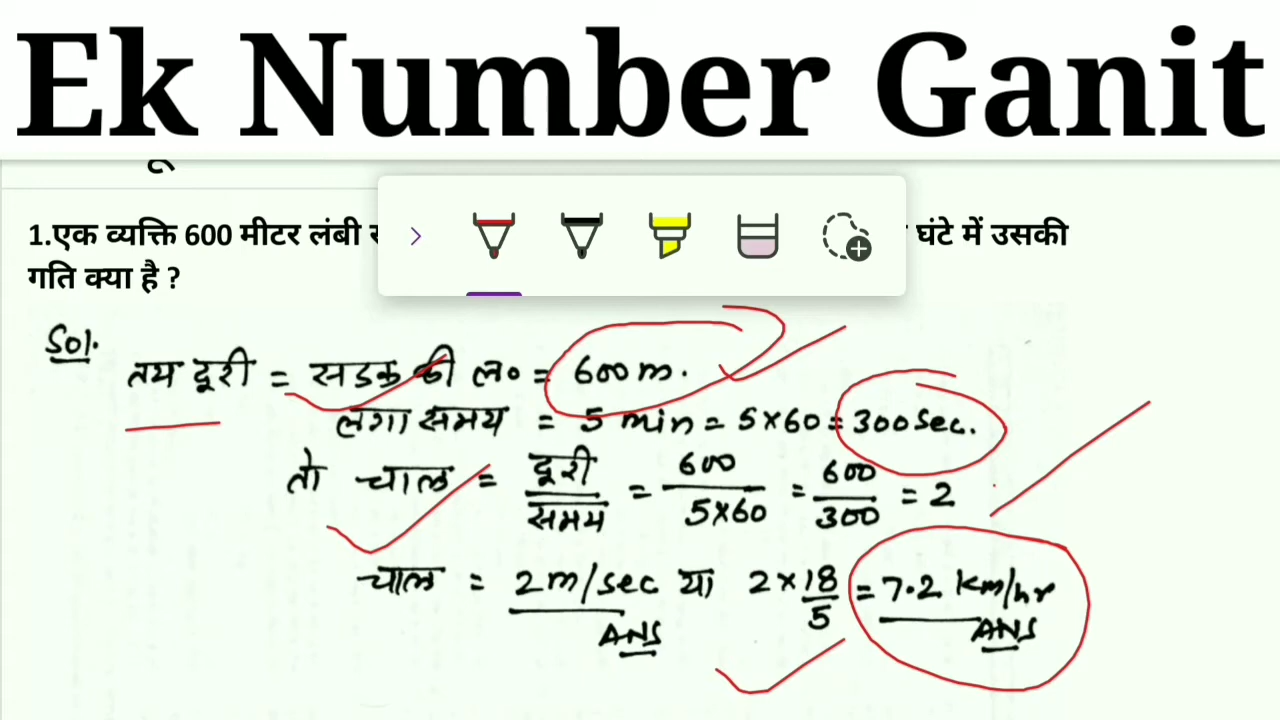 Ek Number Ganit
1.एक व्यक्ति 600 मीटर लंबी घंटे में उसकी
गति क्या है ?
Sol.
तय दूरी = सडक की ल० = 600 m.
लगा समय = 5 min = 5×60 = 300 Sec.
तो चाल = दूरी/समय = 600/5×60 = 600/300 = 2
चाल = 2 m/sec या 2×18/5 = 7.2 km/hr
ANS ANS